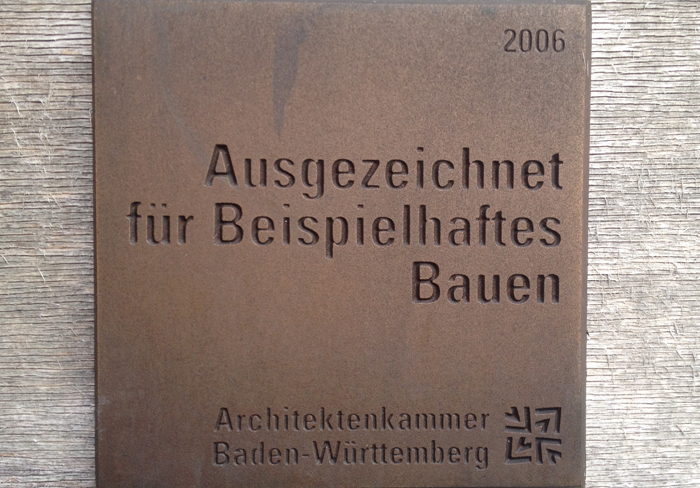 2006
Ausgezeichnet
für Beispielhaftes
Bauen
Architektenkammer
Baden-Württemberg